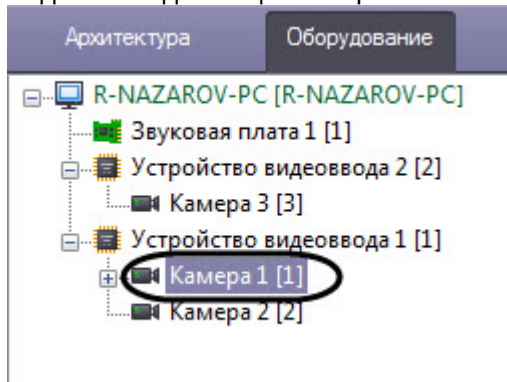 Архитектура Оборудование
R-NAZAROV-PC [R-NAZAROV-PC]
Звуковая плата 1 [1]
Устройство видеоввода 2 [2]
Камера 3 [3]
Устройство видеоввода 1 [1]
Камера 1 [1]
Камера 2 [2]